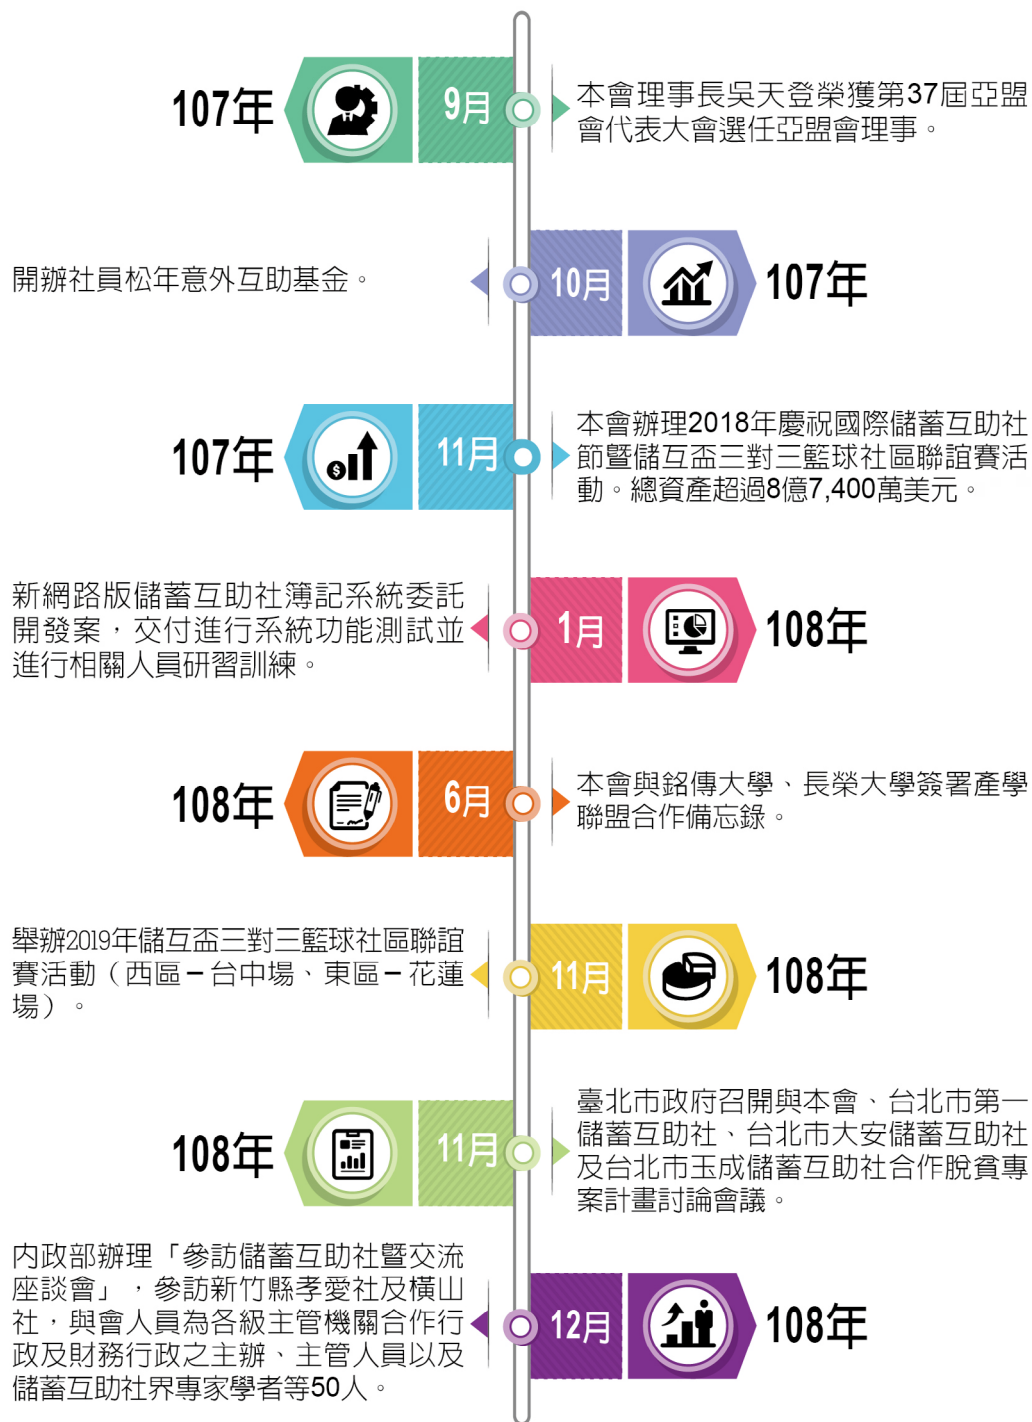 107年
9月
本會理事長吳天登榮獲第37屆亞盟
會代表大會選任亞盟會理事。
開辦社員松年意外互助基金。
10月
107年
107年
11月
本會辦理2018年慶祝國際儲蓄互助社
節暨儲互盃三對三籃球社區聯誼賽活
動。總資產超過8億7,400萬美元。
新網路版儲蓄互助社簿記系統委託
開發案，交付進行系統功能測試並
進行相關人員研習訓練。
1月
108年
108年
6月
本會與銘傳大學、長榮大學簽署產學
聯盟合作備忘錄。
舉辦2019年儲互盃三對三籃球社區聯誼
賽活動（西區－台中場、東區－花蓮
場）。
11月
108年
108年
11月
臺北市政府召開與本會、台北市第一
儲蓄互助社、台北市大安儲蓄互助社
及台北市玉成儲蓄互助社合作脫貧專
案計畫討論會議。
內政部辦理「參訪儲蓄互助社暨交流
座談會」，參訪新竹縣孝愛社及橫山
社，與會人員為各級主管機關合作行
政及財務行政之主辦、主管人員以及
儲蓄互助社界專家學者等50人。
12月
108年